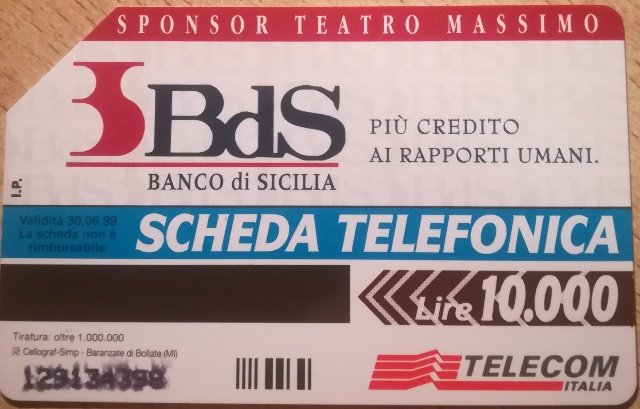 SPONSOR TEATRO MASSIMO
BdS
PIÙ CREDITO
AI RAPPORTI UMANI.
BANCO di SICILIA
I.P.
Validità 30.06.99
La scheda non è
rimborsabile
SCHEDA TELEFONICA
Lire 10.000
Tiratura: oltre 1.000.000
Cellograf-Simp - Baranzate di Bollate (MI)
TELECOM
ITALIA